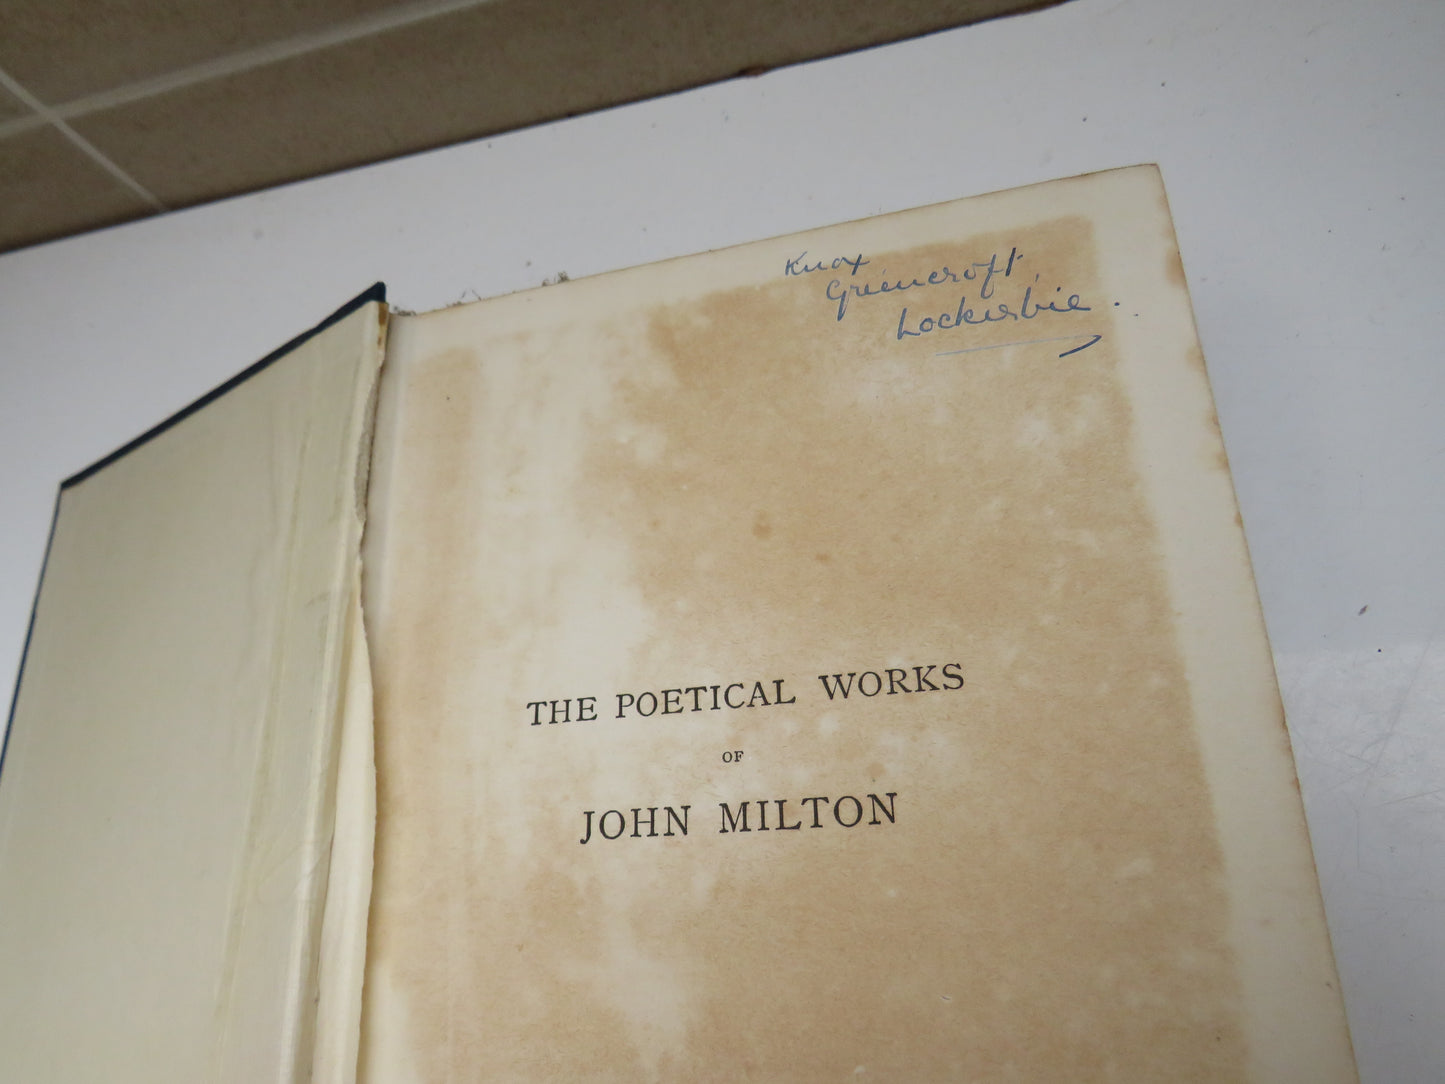 Knox
Greencroft,
Lockerbie.
THE POETICAL WORKS
OF
JOHN MILTON